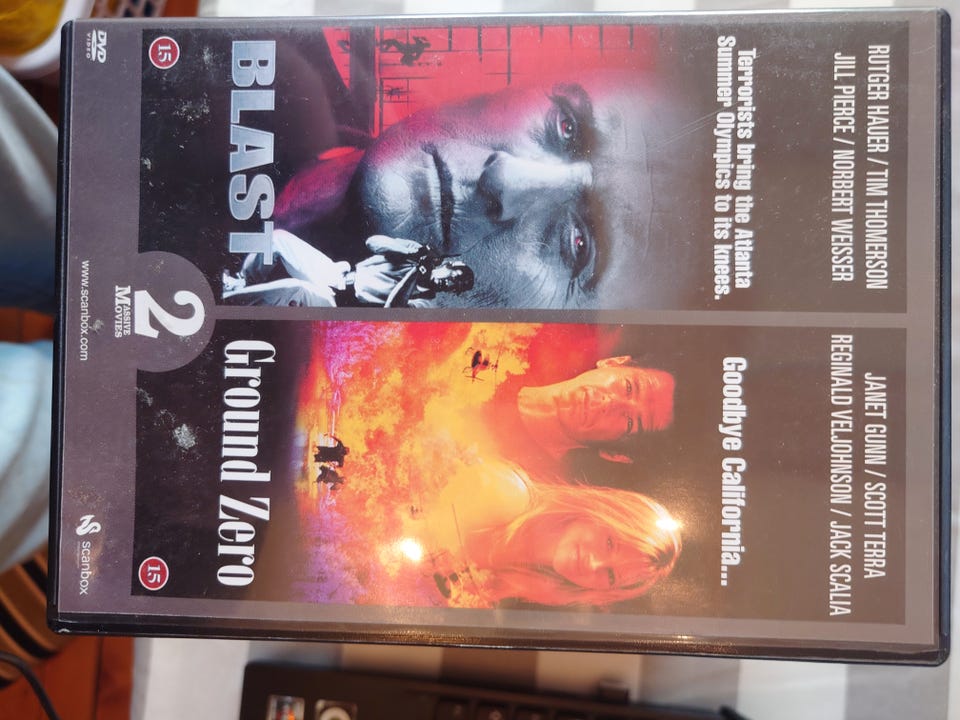 RUTGER HAUER / TIM THOMERSON
JILL PIERCE / NORBERT WEISSER
Terrorists bring the Atlanta
Summer Olympics to its knees.
BLAST
15
DVD
VIDEO
JANET GUNN / SCOTT TERRA
REGINALD VELJOHNSON / JACK SCALIA
Goodbye California...
Ground Zero
15
2
MASSIVE
MOVIES
www.scanbox.com
scanbox